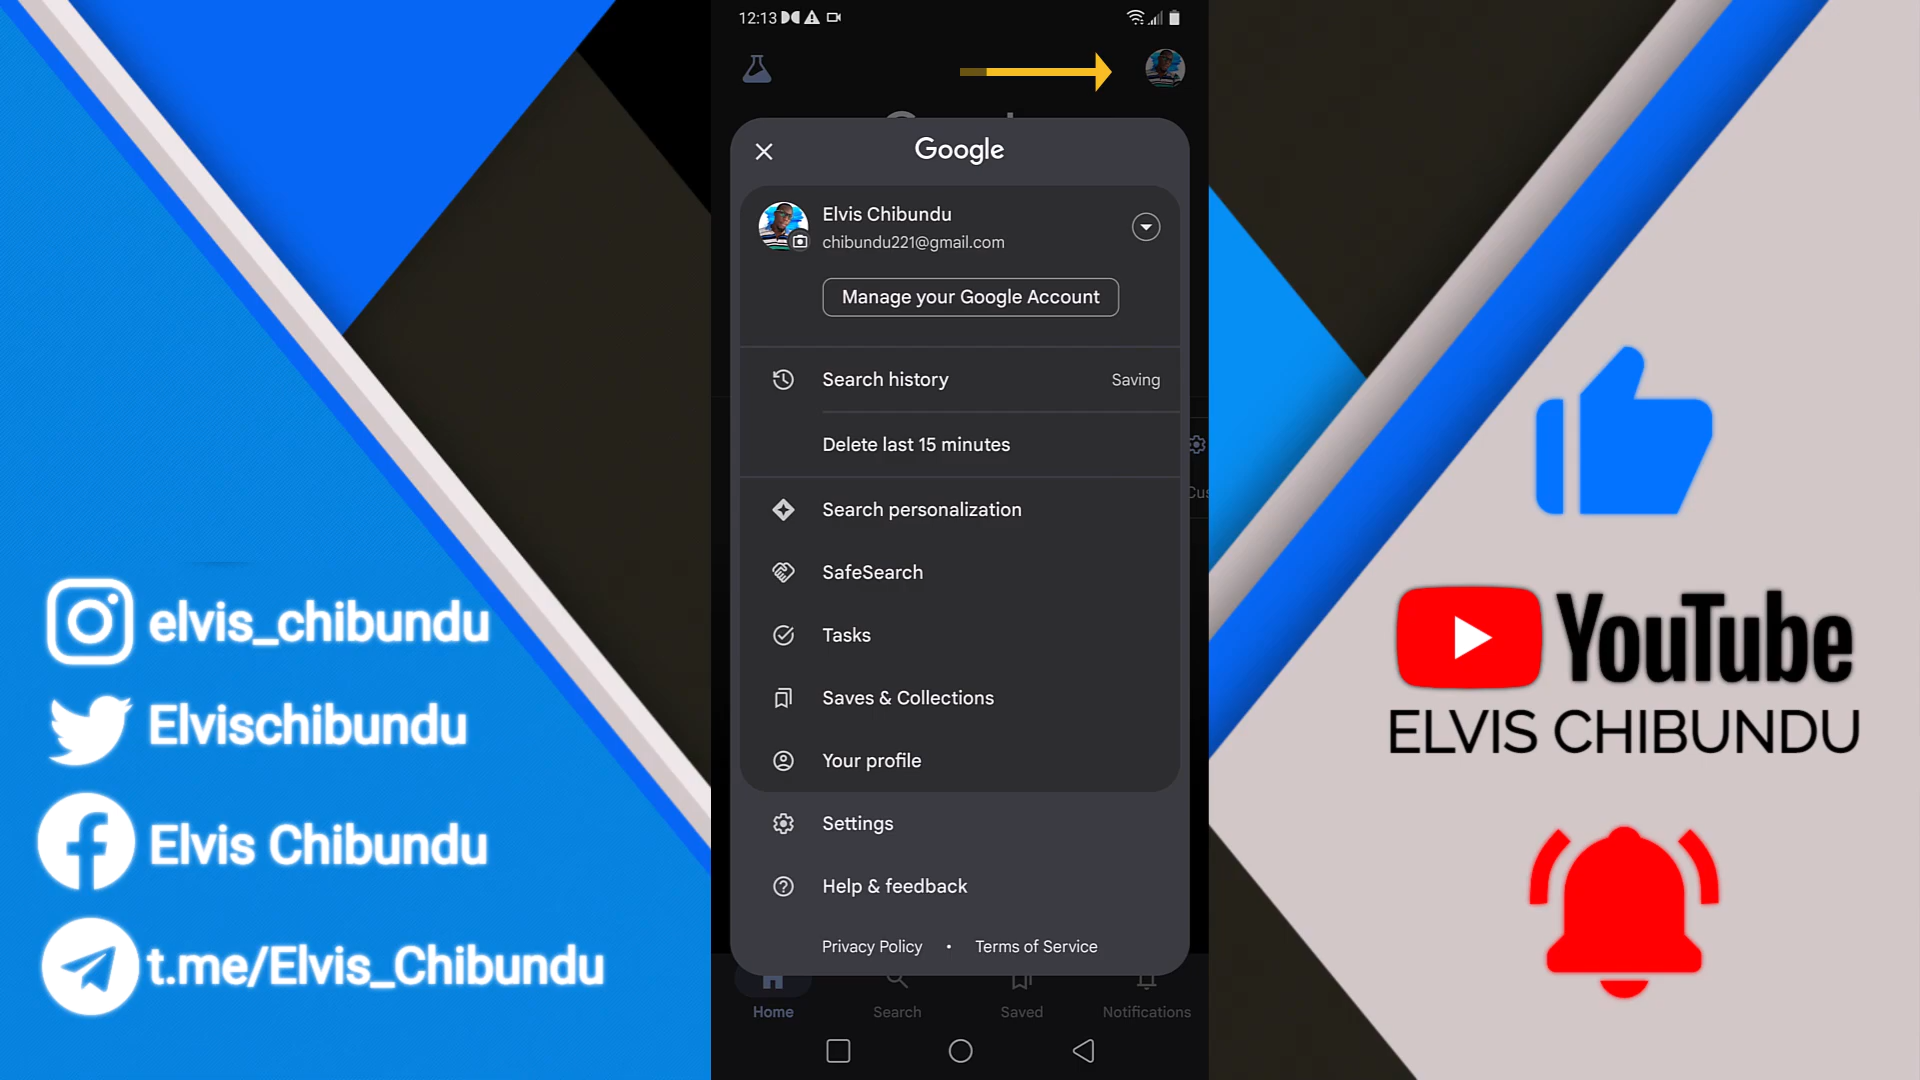 12:13
Google
Elvis Chibundu
chibundu221@gmail.com
Manage your Google Account
Search history
Saving
Delete last 15 minutes
Search personalization
SafeSearch
Tasks
Saves & Collections
Your profile
Settings
Help & feedback
Privacy Policy • Terms of Service
Home
Search
Saved
Notifications
elvis_chibundu
Elvischibundu
Elvis Chibundu
t.me/Elvis_Chibundu
YouTube
ELVIS CHIBUNDU